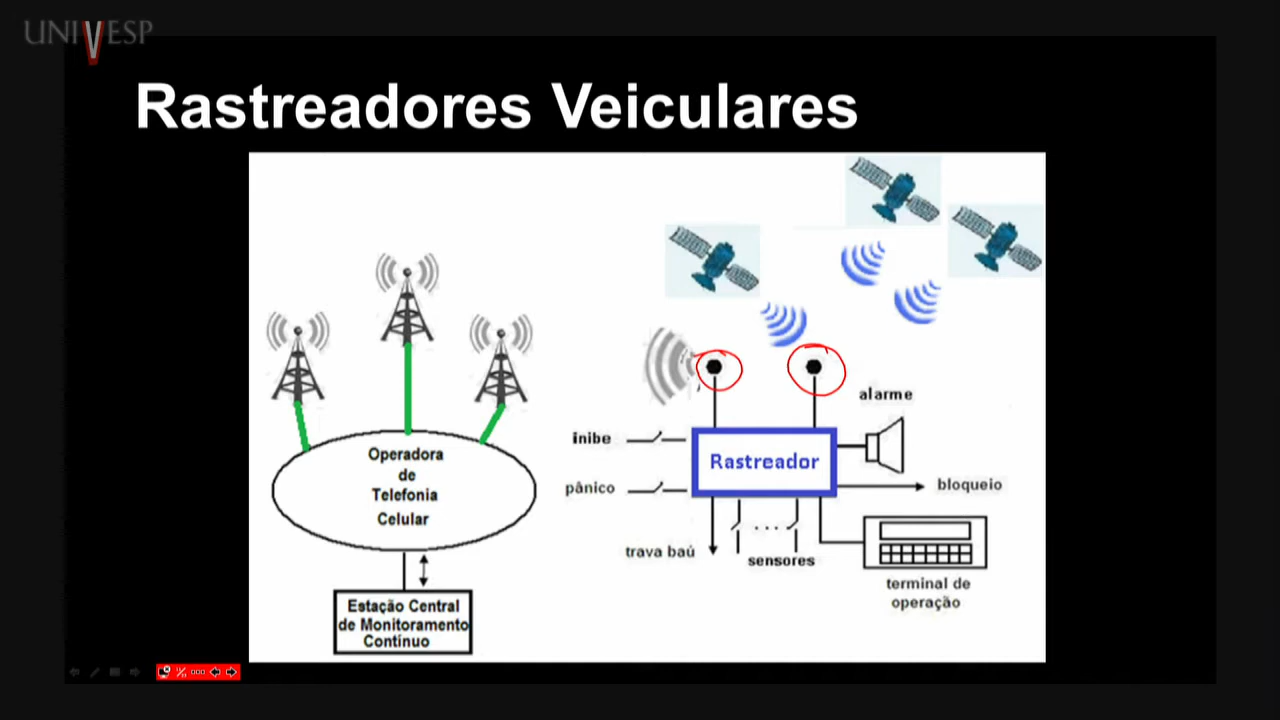 UNIVESP
Rastreadores Veiculares
alarme
inibe
Rastreador
Operadora
de
Telefonia
Celular
pânico
bloqueio
trava baú
sensores
terminal de
operação
Estação Central
de Monitoramento
Contínuo